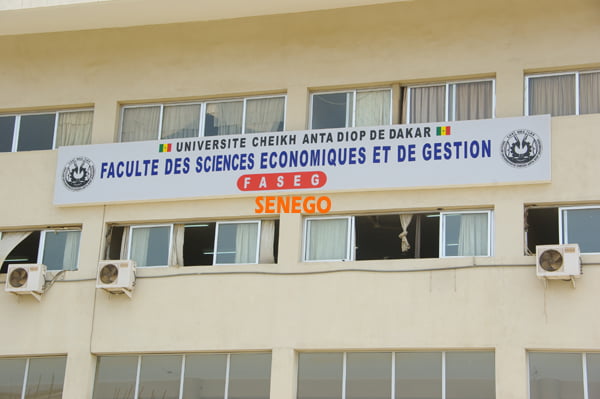 UNIVERSITE CHEIKH ANTA DIOP DE DAKAR
FACULTE DES SCIENCES ECONOMIQUES ET DE GESTION
FASEG
SENEGO